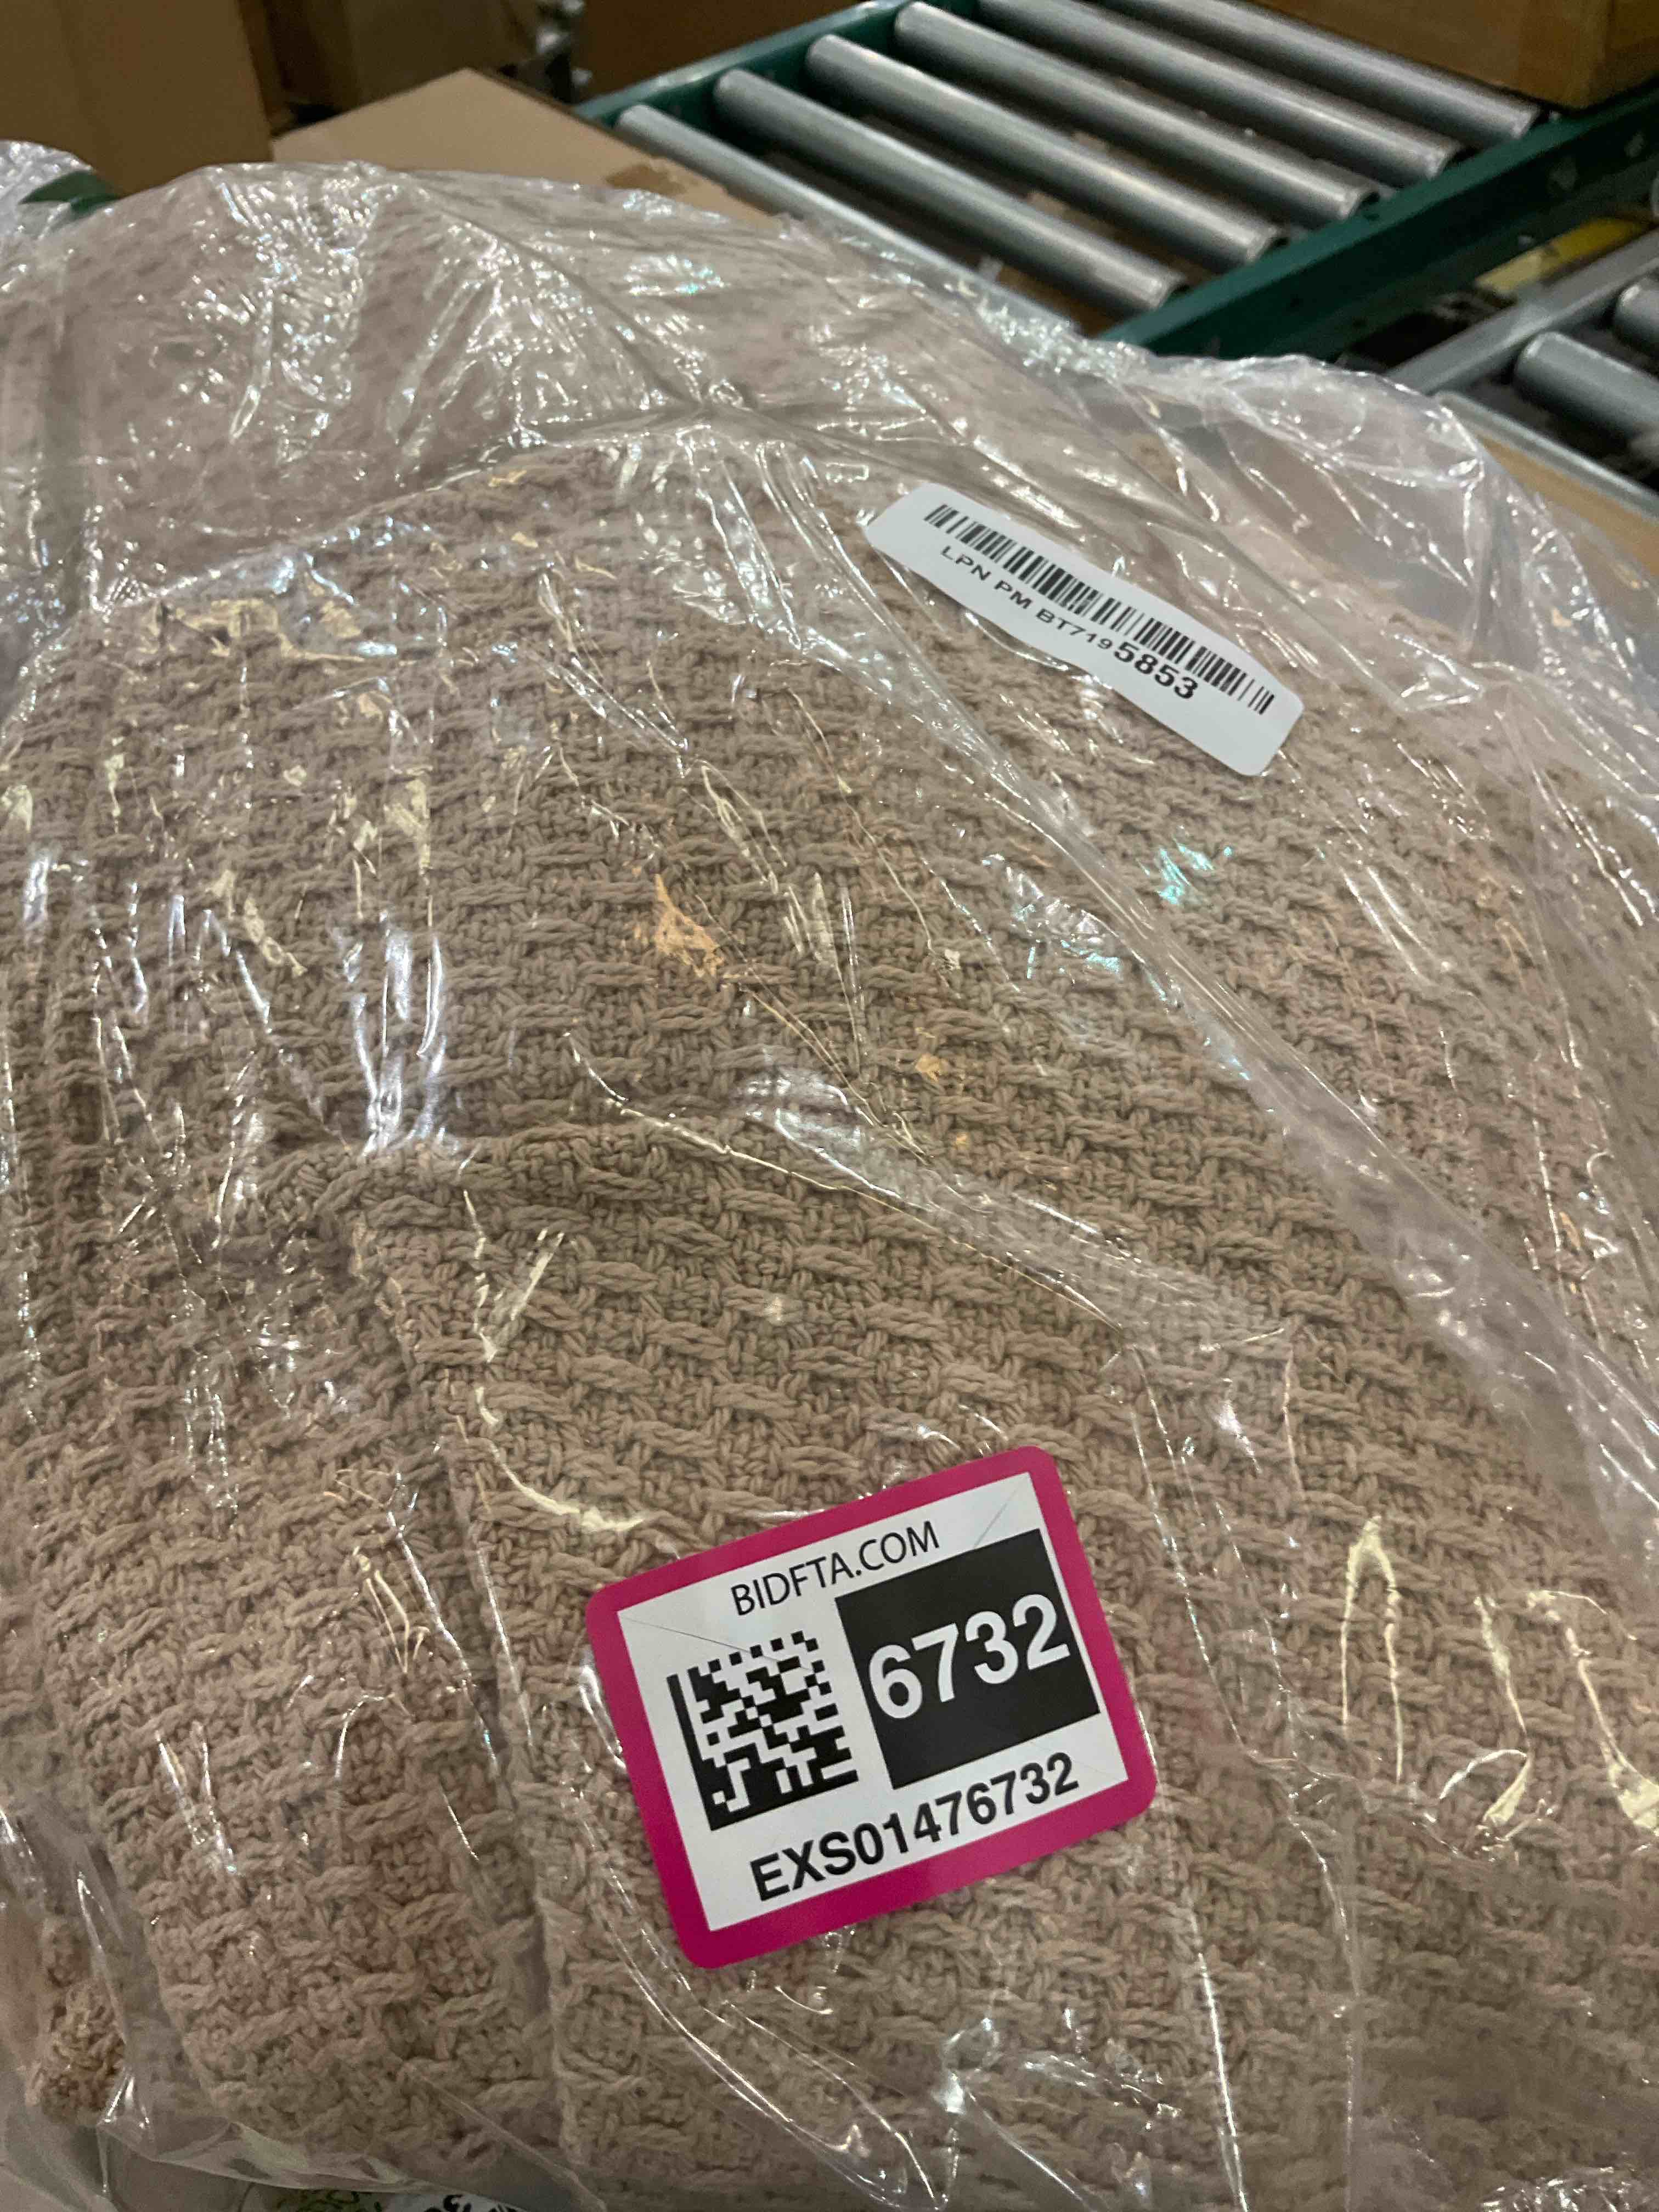 LPN PM BT7195853
BIDFTA.COM
6732
EXS01476732